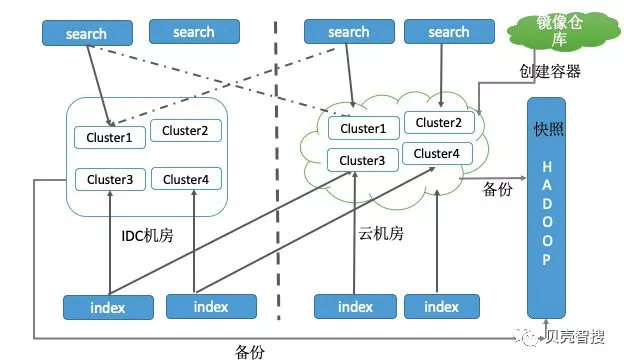 search
search
search
search
镜像仓
库
创建容器
Cluster1
Cluster2
Cluster3
Cluster4
Cluster1
Cluster2
Cluster3
Cluster4
快照
H
A
D
O
O
P
备份
IDC机房
云机房
index
index
index
index
备份
贝壳智搜